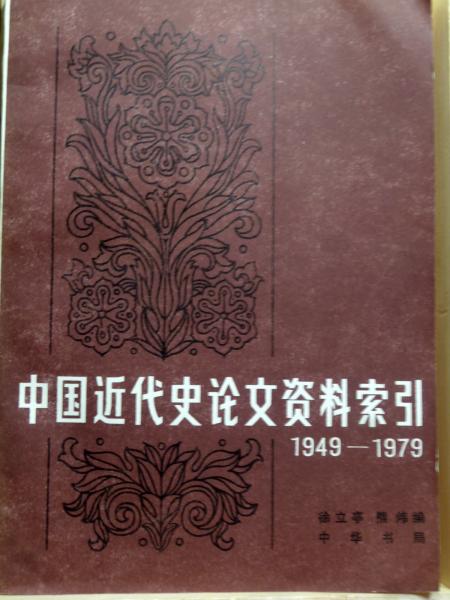 中国近代史论文资料索引
1949—1979
徐立亭 熊炜编
中华书局